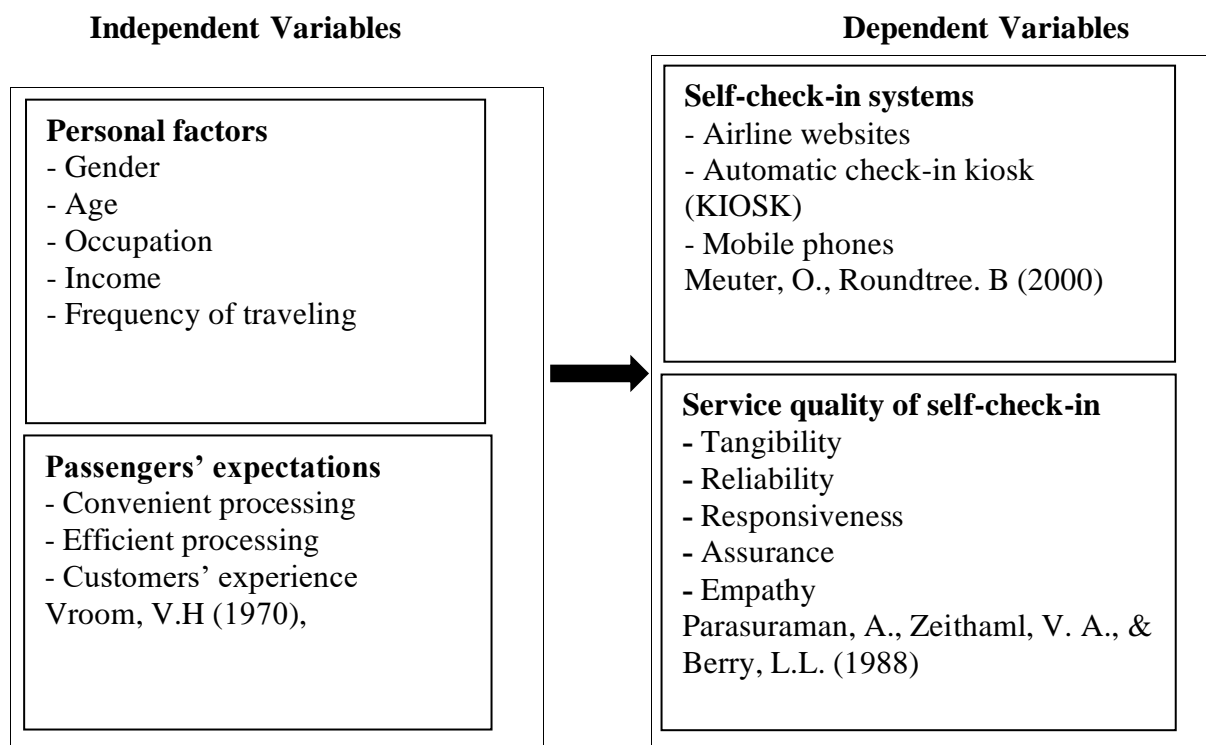 Independent Variables
Personal factors
- Gender
- Age
- Occupation
- Income
- Frequency of traveling
Passengers’ expectations
- Convenient processing
- Efficient processing
- Customers’ experience
Vroom, V.H (1970),
Dependent Variables
Self-check-in systems
- Airline websites
- Automatic check-in kiosk
(KIOSK)
- Mobile phones
Meuter, O., Roundtree. B (2000)
Service quality of self-check-in
- Tangibility
- Reliability
- Responsiveness
- Assurance
- Empathy
Parasuraman, A., Zeithaml, V. A., &
Berry, L.L. (1988)